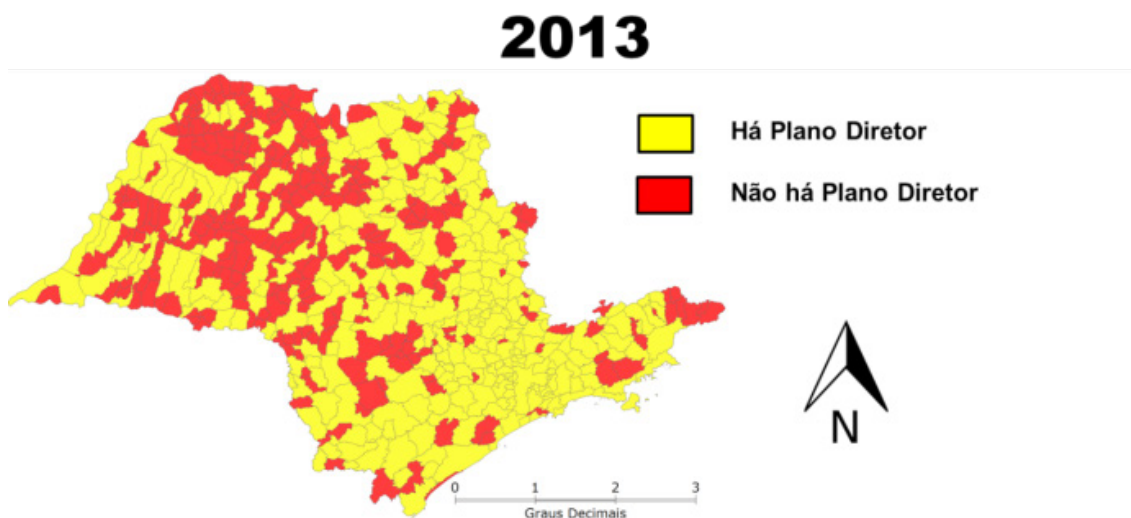 2013
Há Plano Diretor
Não há Plano Diretor
N
0 1 2 3
Graus Decimais